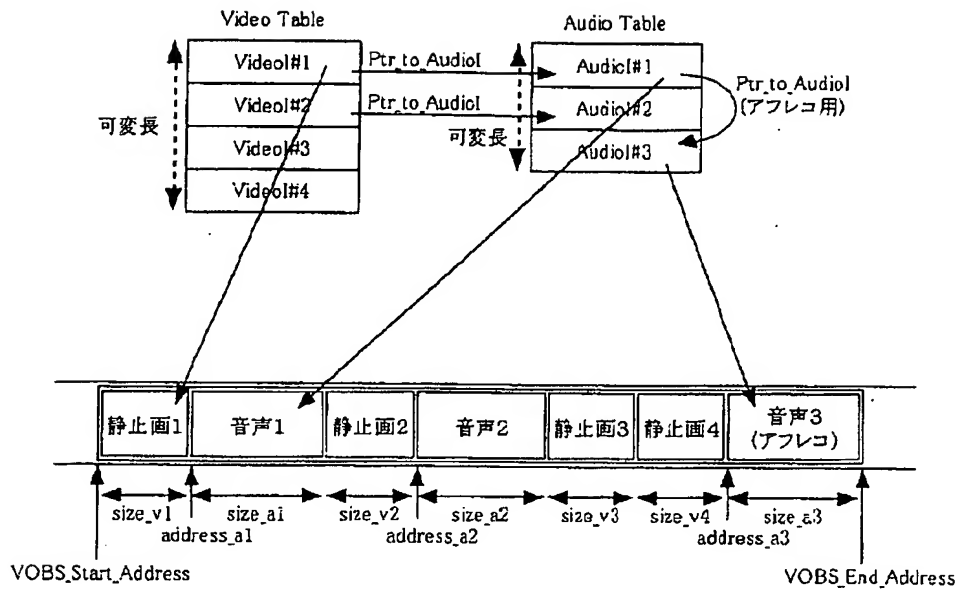 Video Table
Audio Table
VideoI#1
Ptr_to_AudioI
AudioI#1
Ptr_to_AudioI
(アフレコ用)
VideoI#2
Ptr_to_AudioI
AudioI#2
可変長
可変長
VideoI#3
AudioI#3
VideoI#4
静止画1
音声1
静止画2
音声2
静止画3
静止画4
音声3
(アフレコ)
size_v1
size_a1
size_v2
size_a2
size_v3
size_v4
size_a3
address_a1
address_a2
address_a3
VOBS_Start_Address
VOBS_End_Address